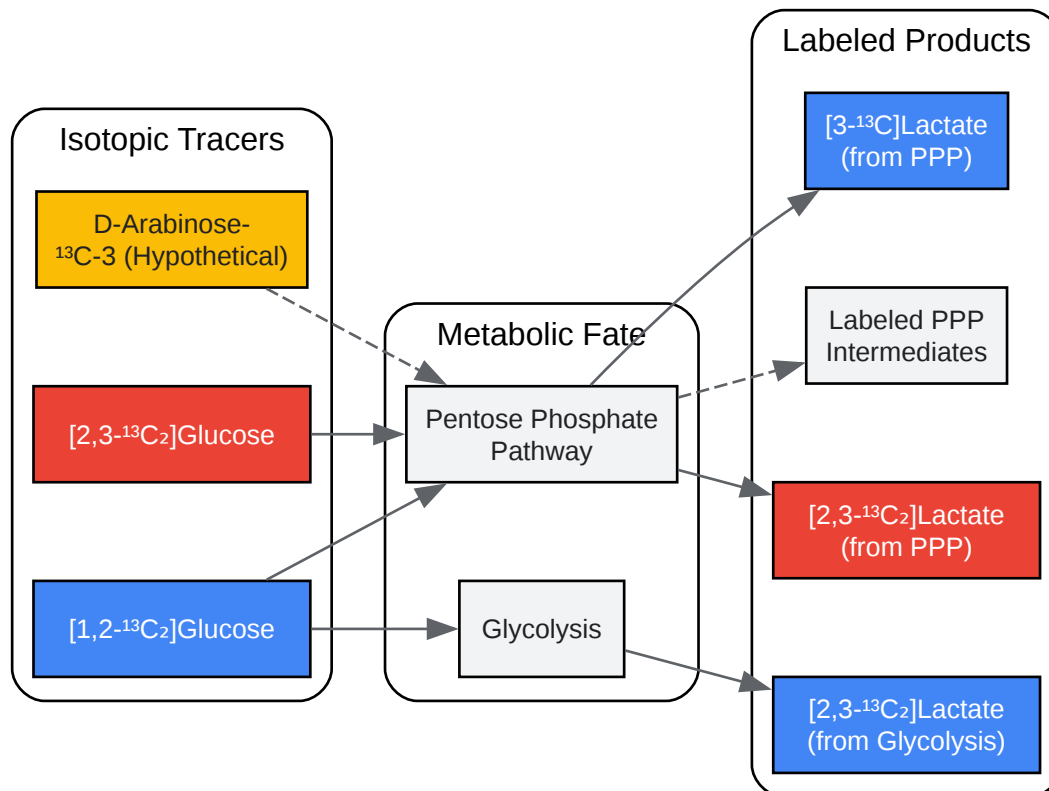 Isotopic Tracers
D-Arabinose-
¹³C-3 (Hypothetical)
[2,3-¹³C₂]Glucose
[1,2-¹³C₂]Glucose
Metabolic Fate
Pentose Phosphate
Pathway
Glycolysis
Labeled Products
[3-¹³C]Lactate
(from PPP)
Labeled PPP
Intermediates
[2,3-¹³C₂]Lactate
(from PPP)
[2,3-¹³C₂]Lactate
(from Glycolysis)